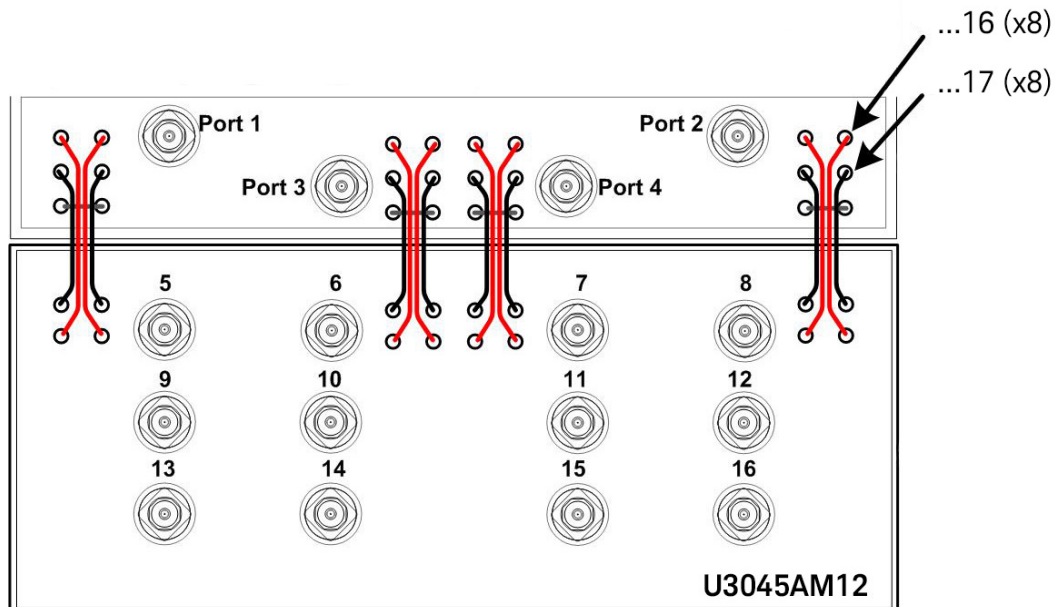 ...16 (x8)
...17 (x8)
Port 1
Port 2
Port 3
Port 4
5 6 7 8
9 10 11 12
13 14 15 16
U3045AM12